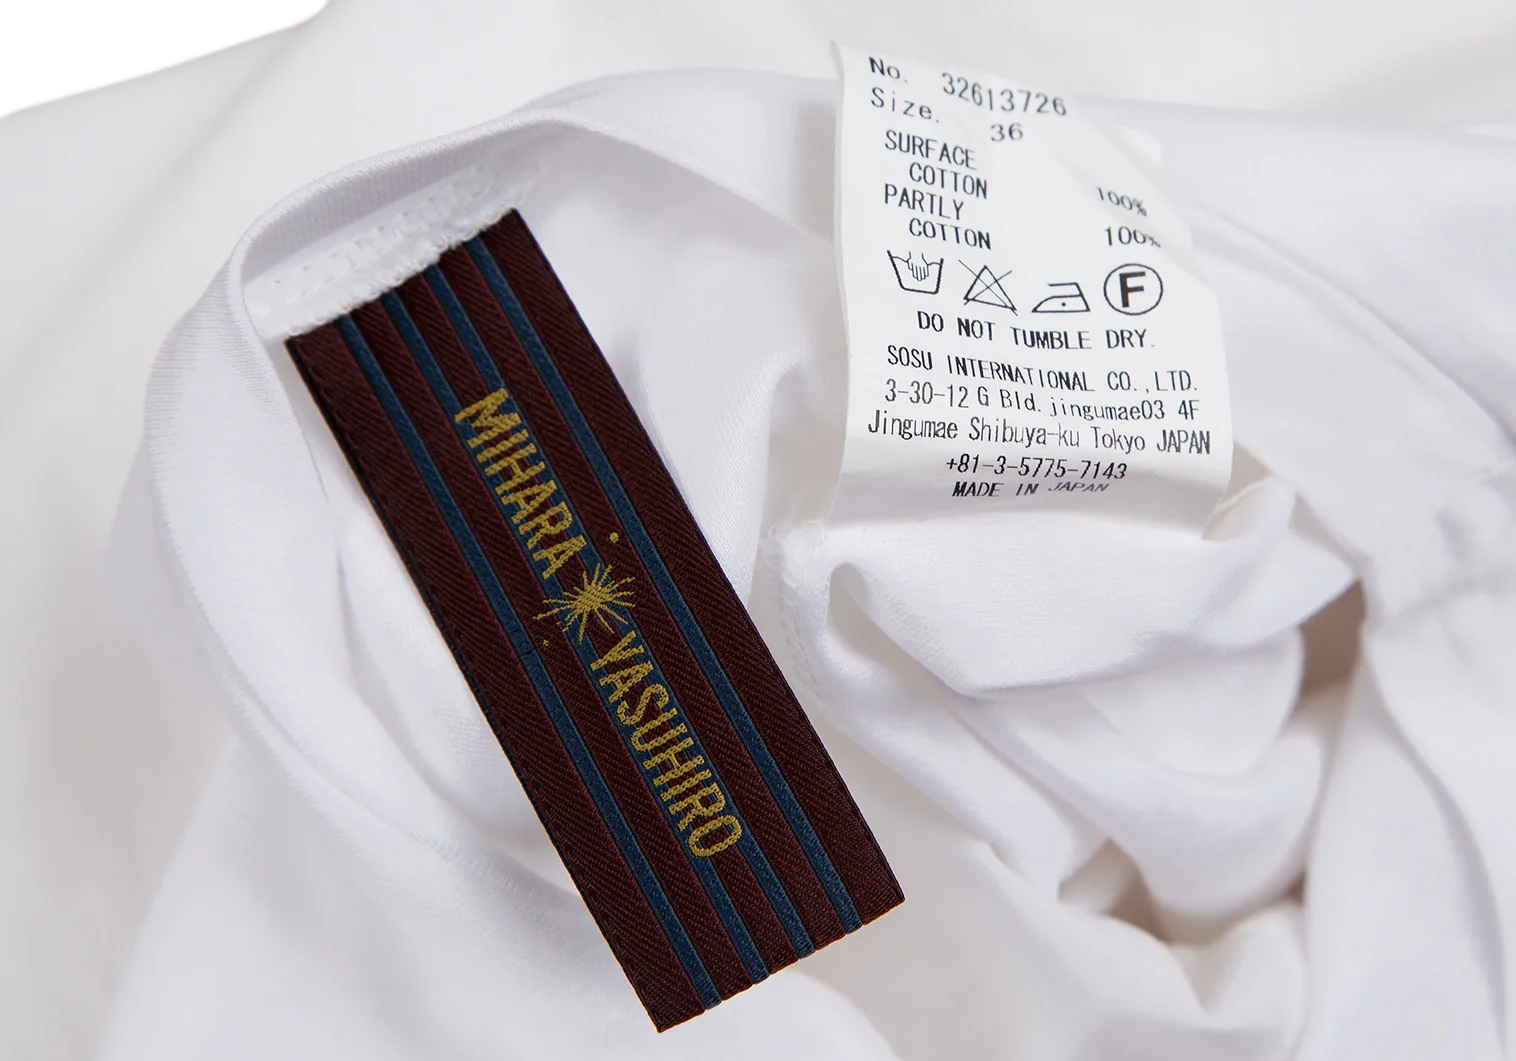 MIHARA YASUHIRO
No. 32613726
Size. 36
SURFACE
COTTON 100%
PARTLY
COTTON 100%
F
DO NOT TUMBLE DRY.
SOSU INTERNATIONAL CO.,LTD.
3-30-12 G Bld. jingumae03 4F
Jingumae Shibuya-ku Tokyo JAPAN
+81-3-5775-7143
MADE IN JAPAN